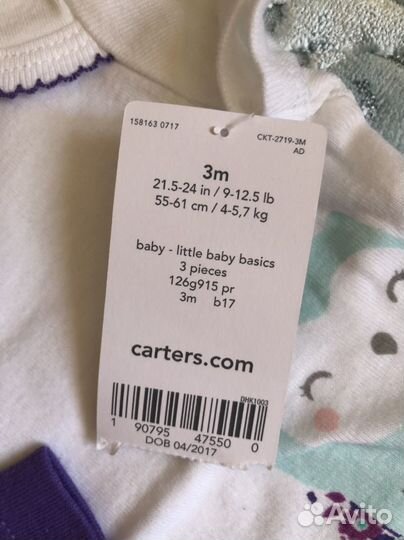 158163 0717
CKT-2719-3M
AD
3m
21.5-24 in / 9-12.5 lb
55-61 cm / 4-5,7 kg
baby - little baby basics
3 pieces
126g915 pr
3m b17
carters.com
DHK1003
1 90795 47550 0
DOB 04/2017
Avito